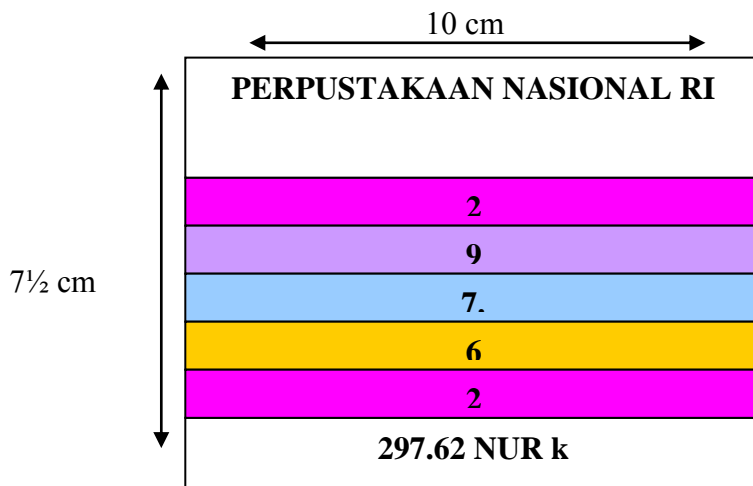 10 cm
PERPUSTAKAAN NASIONAL RI
2
9
7½ cm
7.
6
2
297.62 NUR k